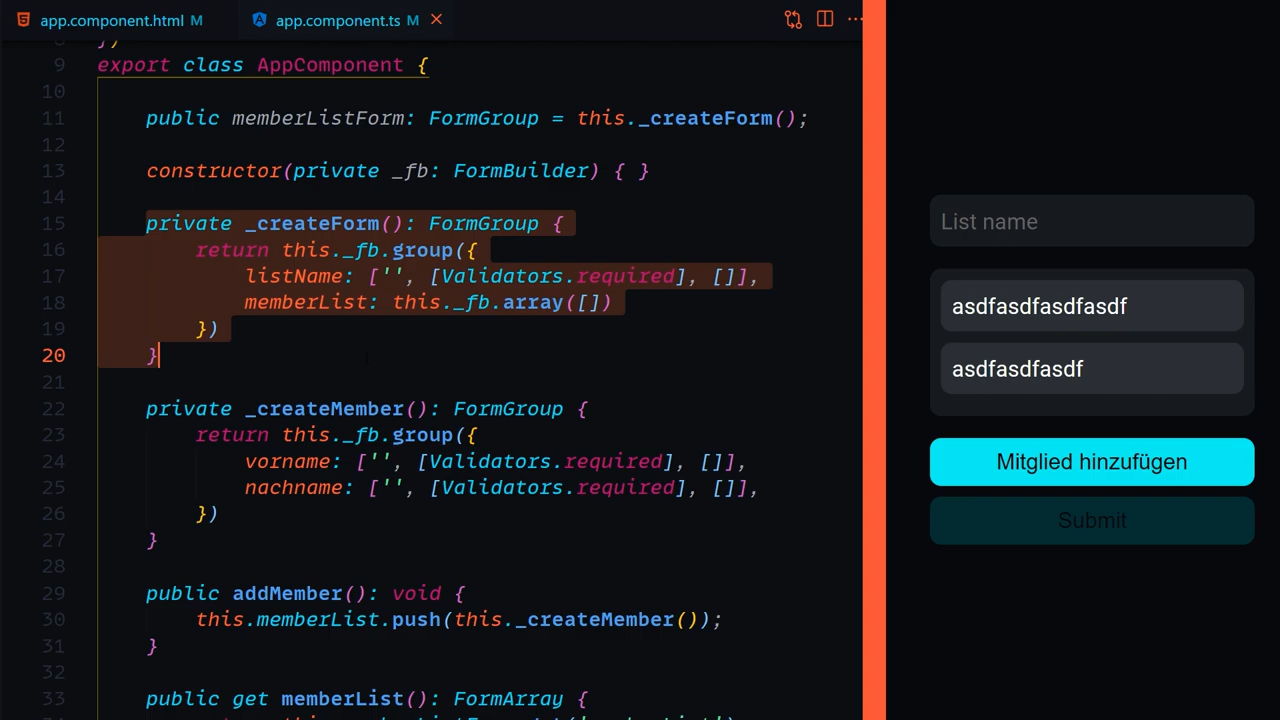 app.component.html M
app.component.ts M
9 export class AppComponent {
10
11 public memberListForm: FormGroup = this._createForm();
12
13 constructor(private _fb: FormBuilder) { }
14
15 private _createForm(): FormGroup {
16 return this._fb.group({
17 listName: ['', [Validators.required], []],
18 memberList: this._fb.array([])
19 })
20 }
21
22 private _createMember(): FormGroup {
23 return this._fb.group({
24 vorname: ['', [Validators.required], []],
25 nachname: ['', [Validators.required], []],
26 })
27 }
28
29 public addMember(): void {
30 this.memberList.push(this._createMember());
31 }
32
33 public get memberList(): FormArray {
List name
asdfasdfasdfasdf
asdfasdfasdf
Mitglied hinzufügen
Submit